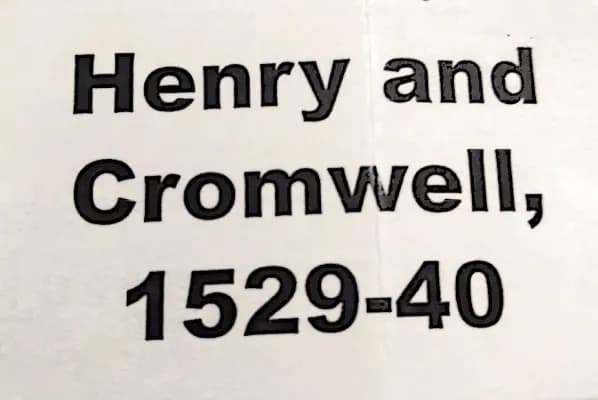 Henry and
Cromwell,
1529-40